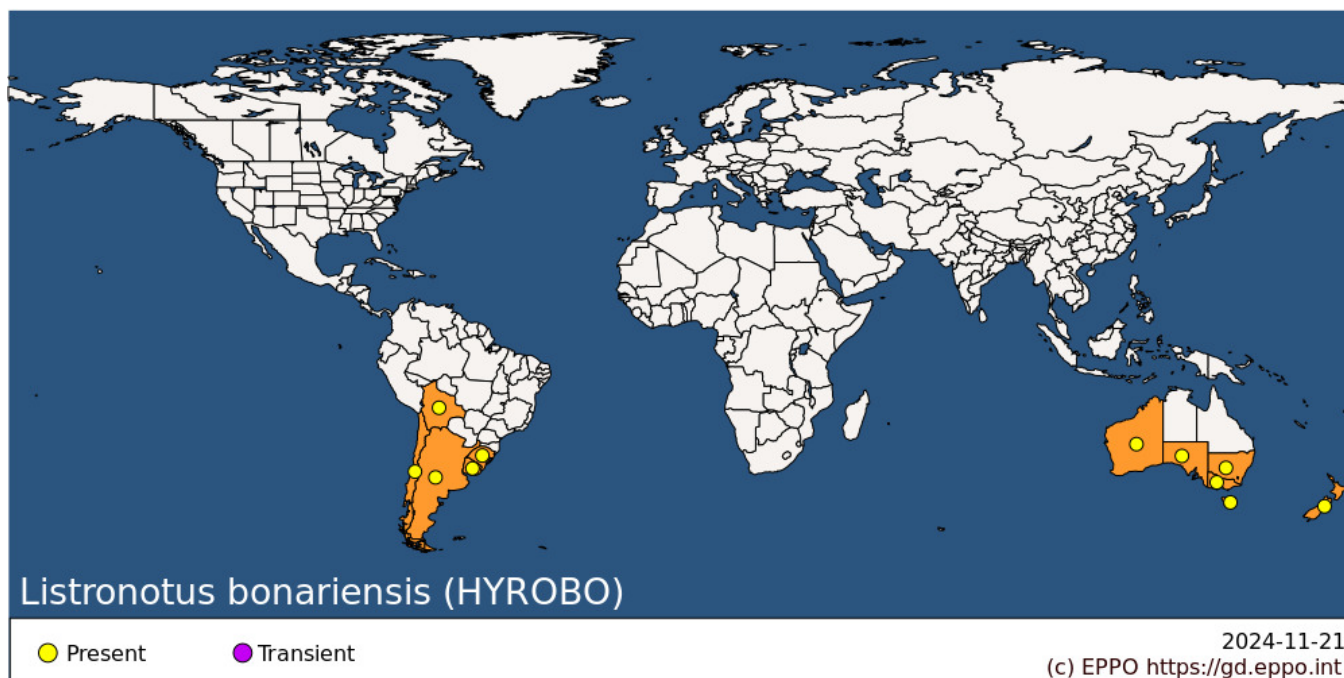 Listronotus bonariensis (HYROBO)
Present
Transient
2024-11-21
(c) EPPO https://gd.eppo.int